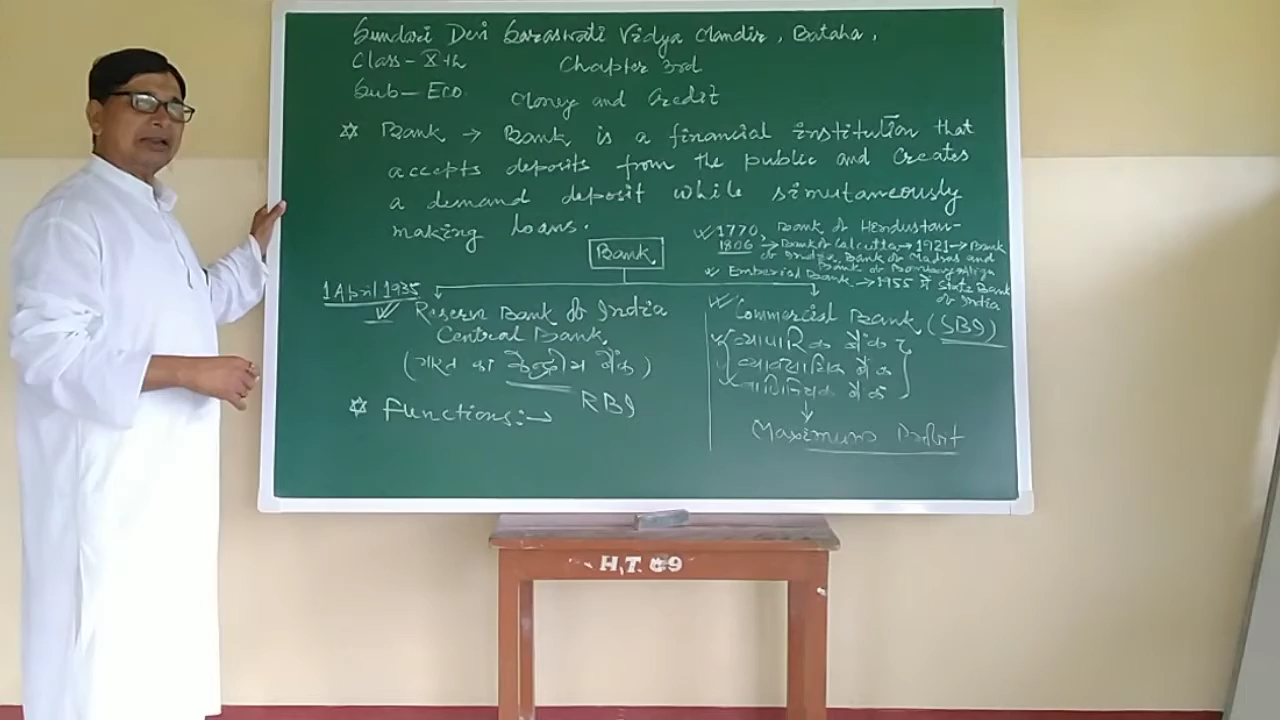 Sundari Devi Saraswati Vidya Mandir, Bataha,
Class - Xth Chapter 3rd
Sub - Eco. Money and Credit
✡ Bank → Bank is a financial institution that
accepts deposits from the public and creates
a demand deposit while simutaneously
making loans.
Bank.
1770, Bank of Hindustan -
1806 → Bank of Calcutta → 1921 → Bank
of India, Bank of Madras and
Bank of Bombay
Emberial Bank → 1955 में State Bank
of India
1 April 1935
Reserve Bank of India
Central Bank.
(भारत का केन्द्रीय बैंक)
RBI
✡ Functions:→
Commercial Bank (SBI)
व्यापारिक बैंक
व्यावसायिक बैंक
वाणिज्यिक बैंक
↓
Maximum Profit
H.T. 9